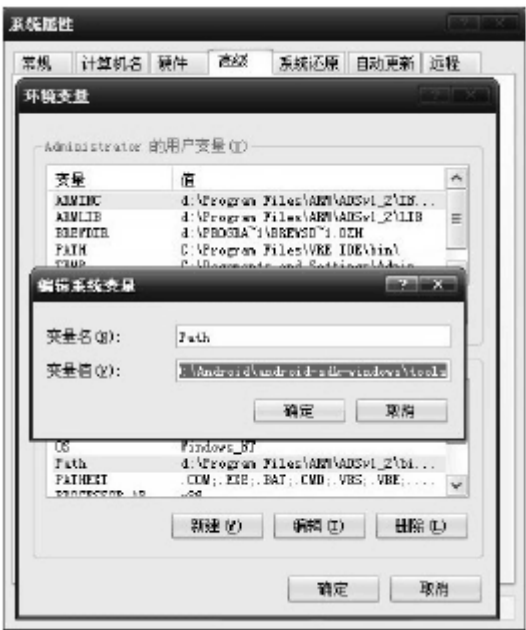 系统属性
常规 计算机名 硬件 高级 系统还原 自动更新 远程
环境变量
Administrator 的用户变量(U)
变量 值
ARMINC d:\Program Files\ARM\ADSv1_2\IN...
ARMLIB d:\Program Files\ARM\ADSv1_2\LIB
BREWDIR d:\PROGRA~1\BREWSD~1.0ZH
PATH C:\Program Files\VRE IDE\bin\
TEMP C:\Documents and Settings\Admin
编辑系统变量
变量名(N): Path
变量值(V): :\Android\android-sdk-windows\tools
确定 取消
OS Windows_NT
Path d:\Program Files\ARM\ADSv1_2\bi...
PATHEXT .COM;.EXE;.BAT;.CMD;.VBS;.VBE;....
新建(W) 编辑(I) 删除(L)
确定 取消